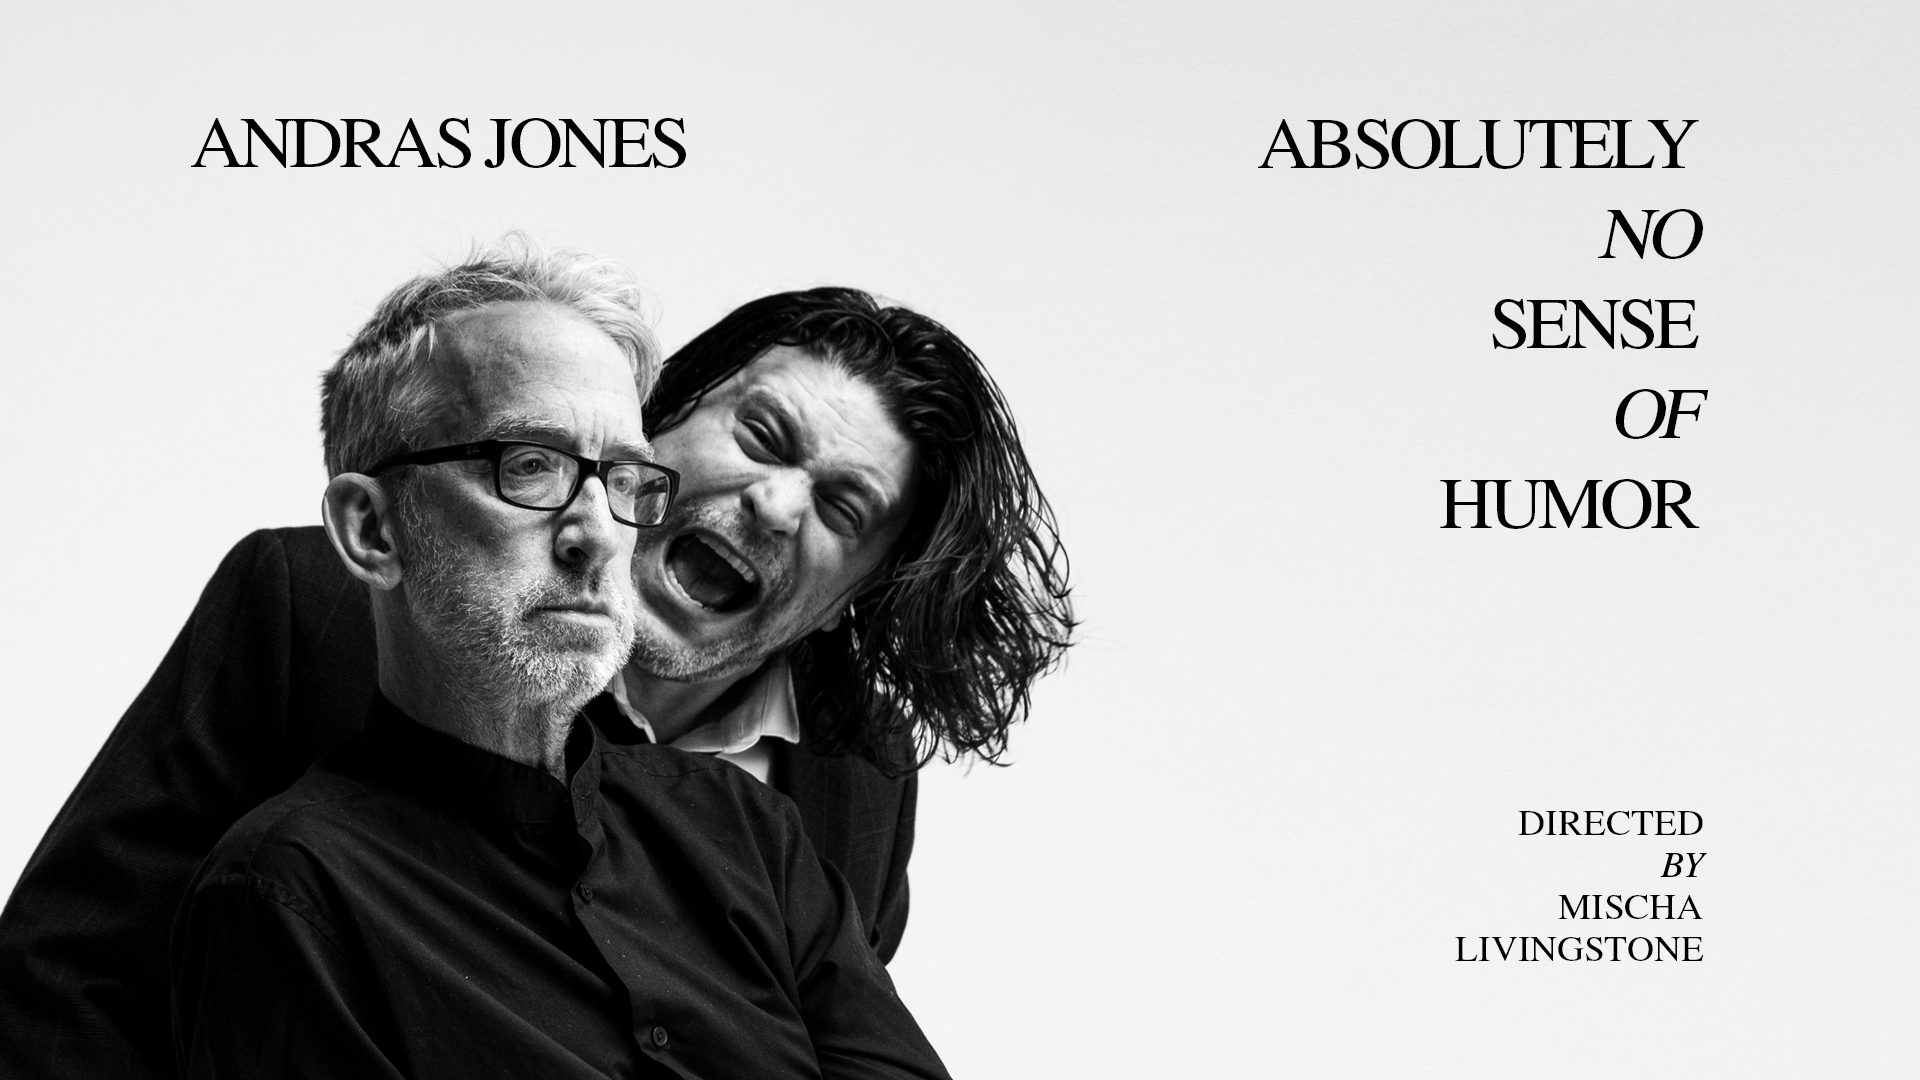 ANDRAS JONES
ABSOLUTELY
NO
SENSE
OF
HUMOR
DIRECTED
BY
MISCHA
LIVINGSTONE